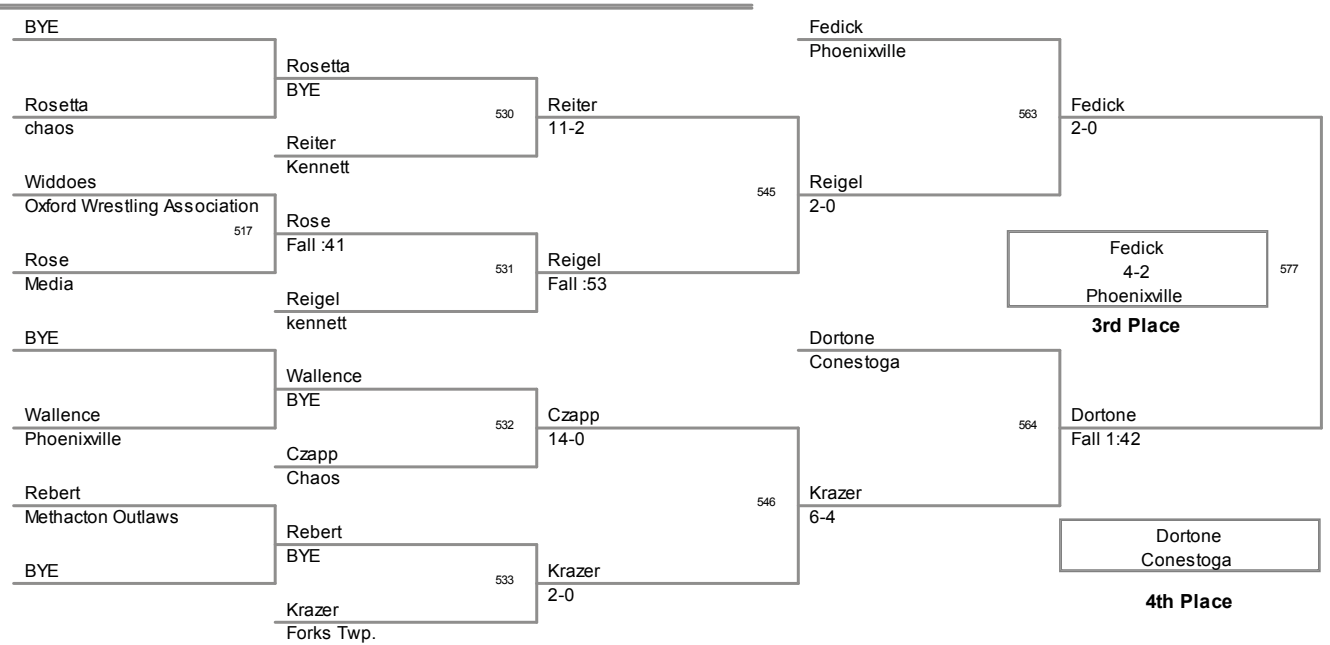 BYE
Fedick
Phoenixville
Rosetta
BYE
Rosetta
chaos
530
Reiter
11-2
563
Fedick
2-0
Reiter
Kennett
Widdoes
Oxford Wrestling Association
545
Reigel
2-0
517
Rose
Fall :41
Rose
Media
531
Reigel
Fall :53
Fedick
4-2
Phoenixville
577
Reigel
kennett
3rd Place
BYE
Dortone
Conestoga
Wallence
BYE
Wallence
Phoenixville
532
Czapp
14-0
564
Dortone
Fall 1:42
Czapp
Chaos
Rebert
Methacton Outlaws
546
Krazer
6-4
Rebert
BYE
Dortone
Conestoga
BYE
533
Krazer
2-0
4th Place
Krazer
Forks Twp.